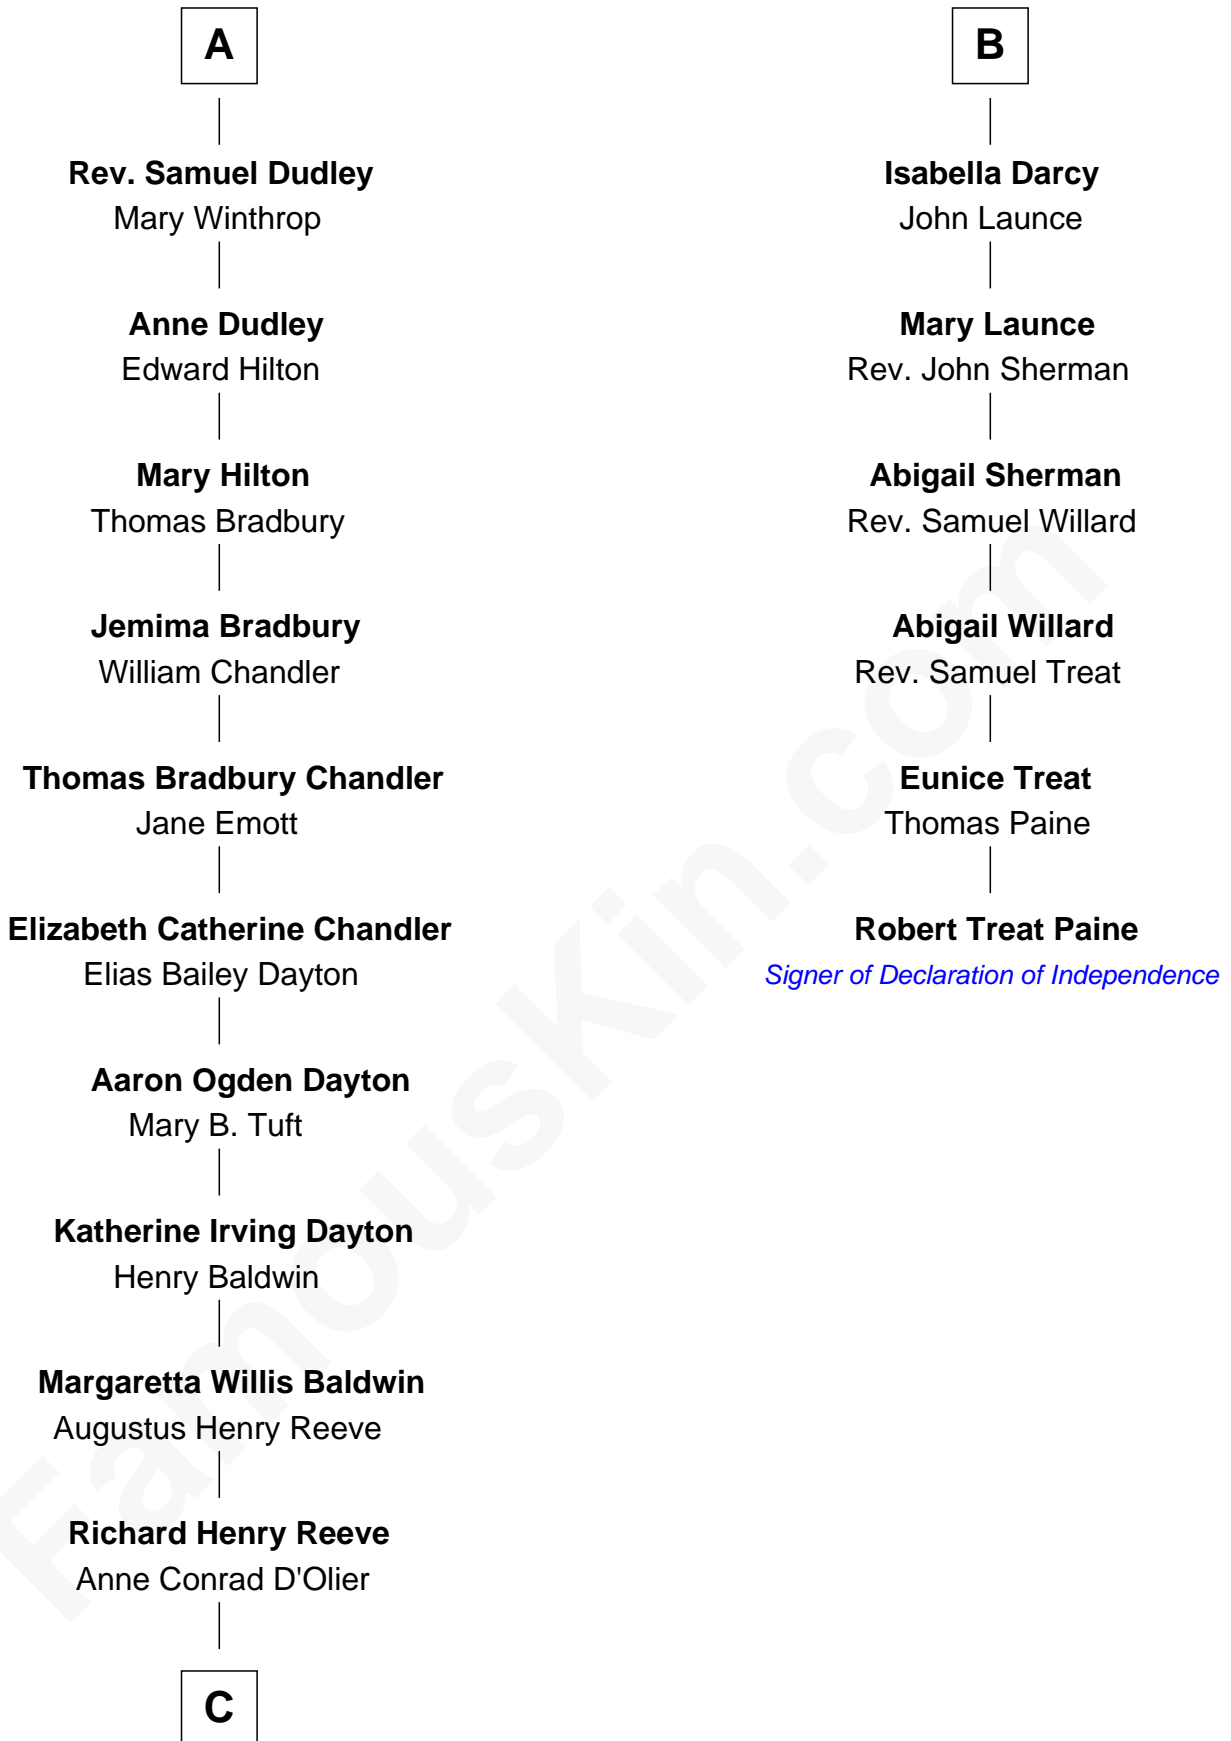 A
Rev. Samuel Dudley
Mary Winthrop
Anne Dudley
Edward Hilton
Mary Hilton
Thomas Bradbury
Jemima Bradbury
William Chandler
Thomas Bradbury Chandler
Jane Emott
Elizabeth Catherine Chandler
Elias Bailey Dayton
Aaron Ogden Dayton
Mary B. Tuft
Katherine Irving Dayton
Henry Baldwin
Margaretta Willis Baldwin
Augustus Henry Reeve
Richard Henry Reeve
Anne Conrad D'Olier
C
B
Isabella Darcy
John Launce
Mary Launce
Rev. John Sherman
Abigail Sherman
Rev. Samuel Willard
Abigail Willard
Rev. Samuel Treat
Eunice Treat
Thomas Paine
Robert Treat Paine
Signer of Declaration of Independence
FamousKin.com